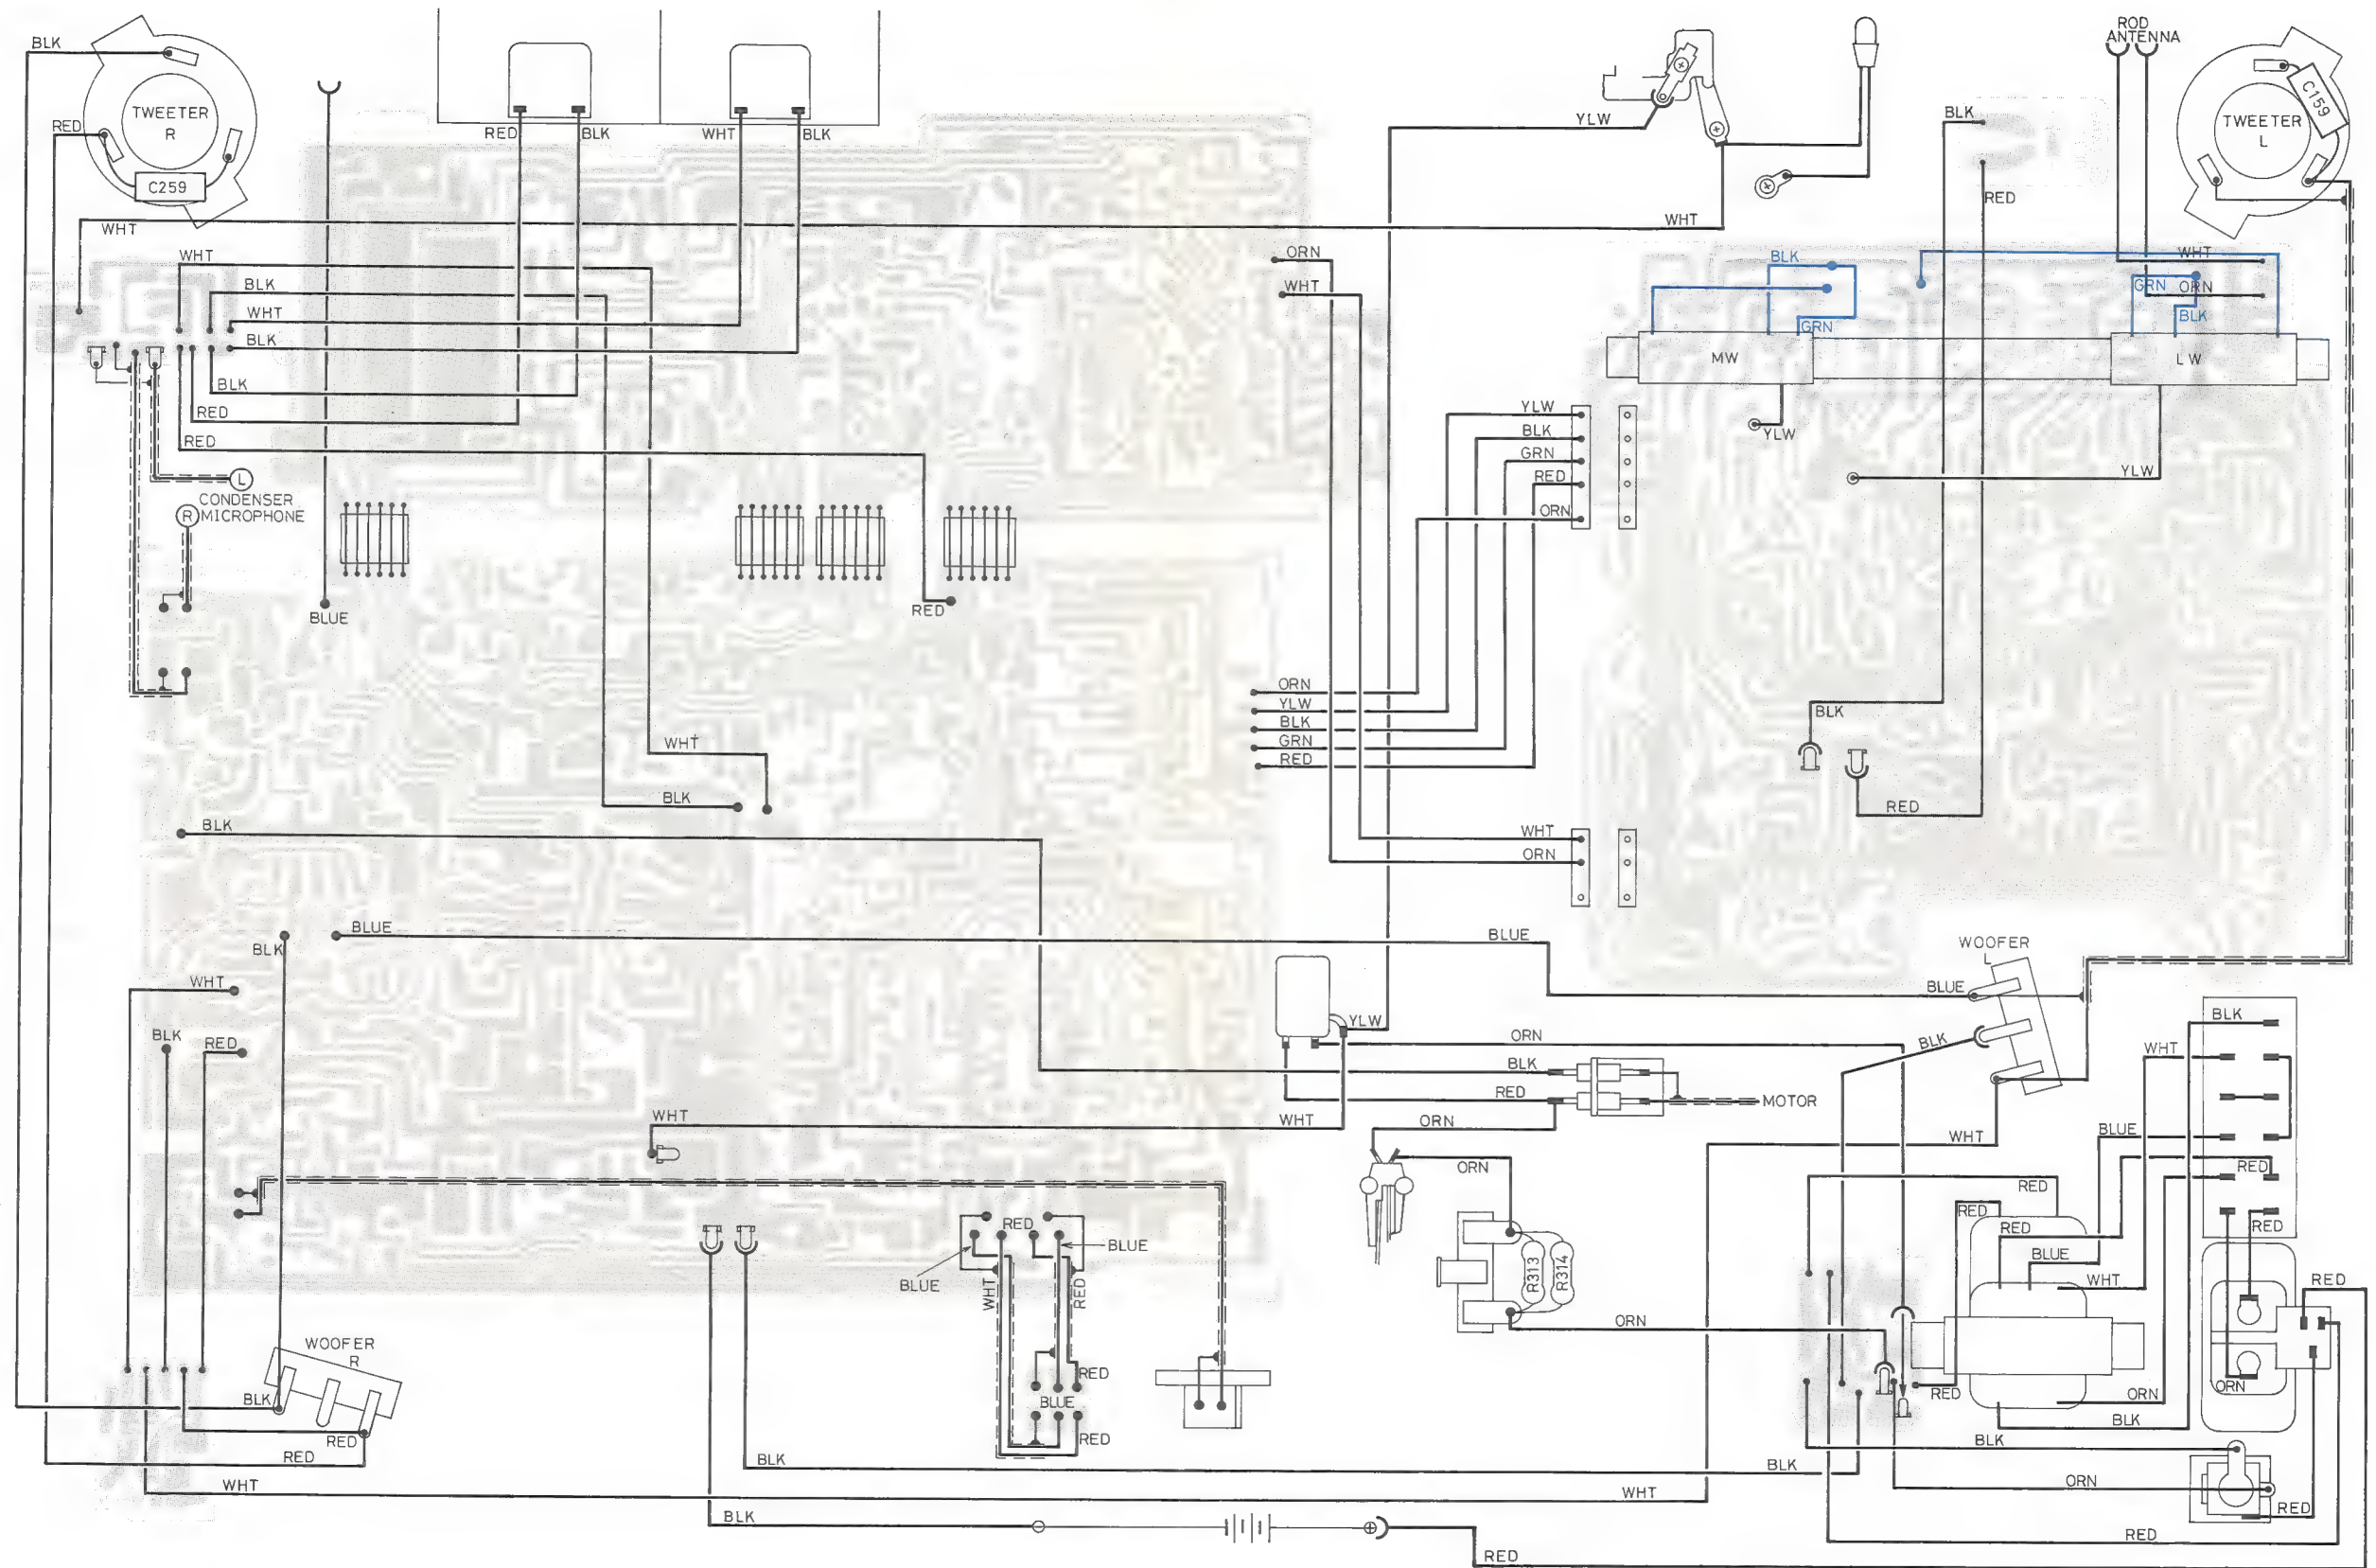 ROD
ANTENNA
BLK
TWEETER
R
RED
C259
RED
BLK
WHT
BLK
YLW
BLK
C159
TWEETER
L
RED
WHT
WHT
WHT
BLK
WHT
BLK
BLK
RED
RED
ORN
WHT
BLK
GRN
WHT
GRN
ORN
BLK
MW
LW
YLW
BLK
GRN
RED
ORN
YLW
YLW
L
CONDENSER
R
MICROPHONE
BLUE
RED
ORN
YLW
BLK
GRN
RED
WHT
BLK
BLK
RED
BLK
WHT
ORN
BLK
BLUE
BLUE
WOOFER
L
BLUE
WHT
BLK
RED
YLW
ORN
BLK
BLK
RED
MOTOR
ORN
WHT
WHT
WHT
BLK
WHT
BLUE
RED
ORN
RED
RED
RED
RED
BLUE
WHT
RED
BLUE
BLUE
WHT
RED
R313
R314
ORN
RED
WOOFER
R
BLK
RED
RED
WHT
RED
BLUE
RED
BLK
BLK
WHT
BLK
RED
RED
ORN
ORN
BLK
BLK
ORN
RED
RED